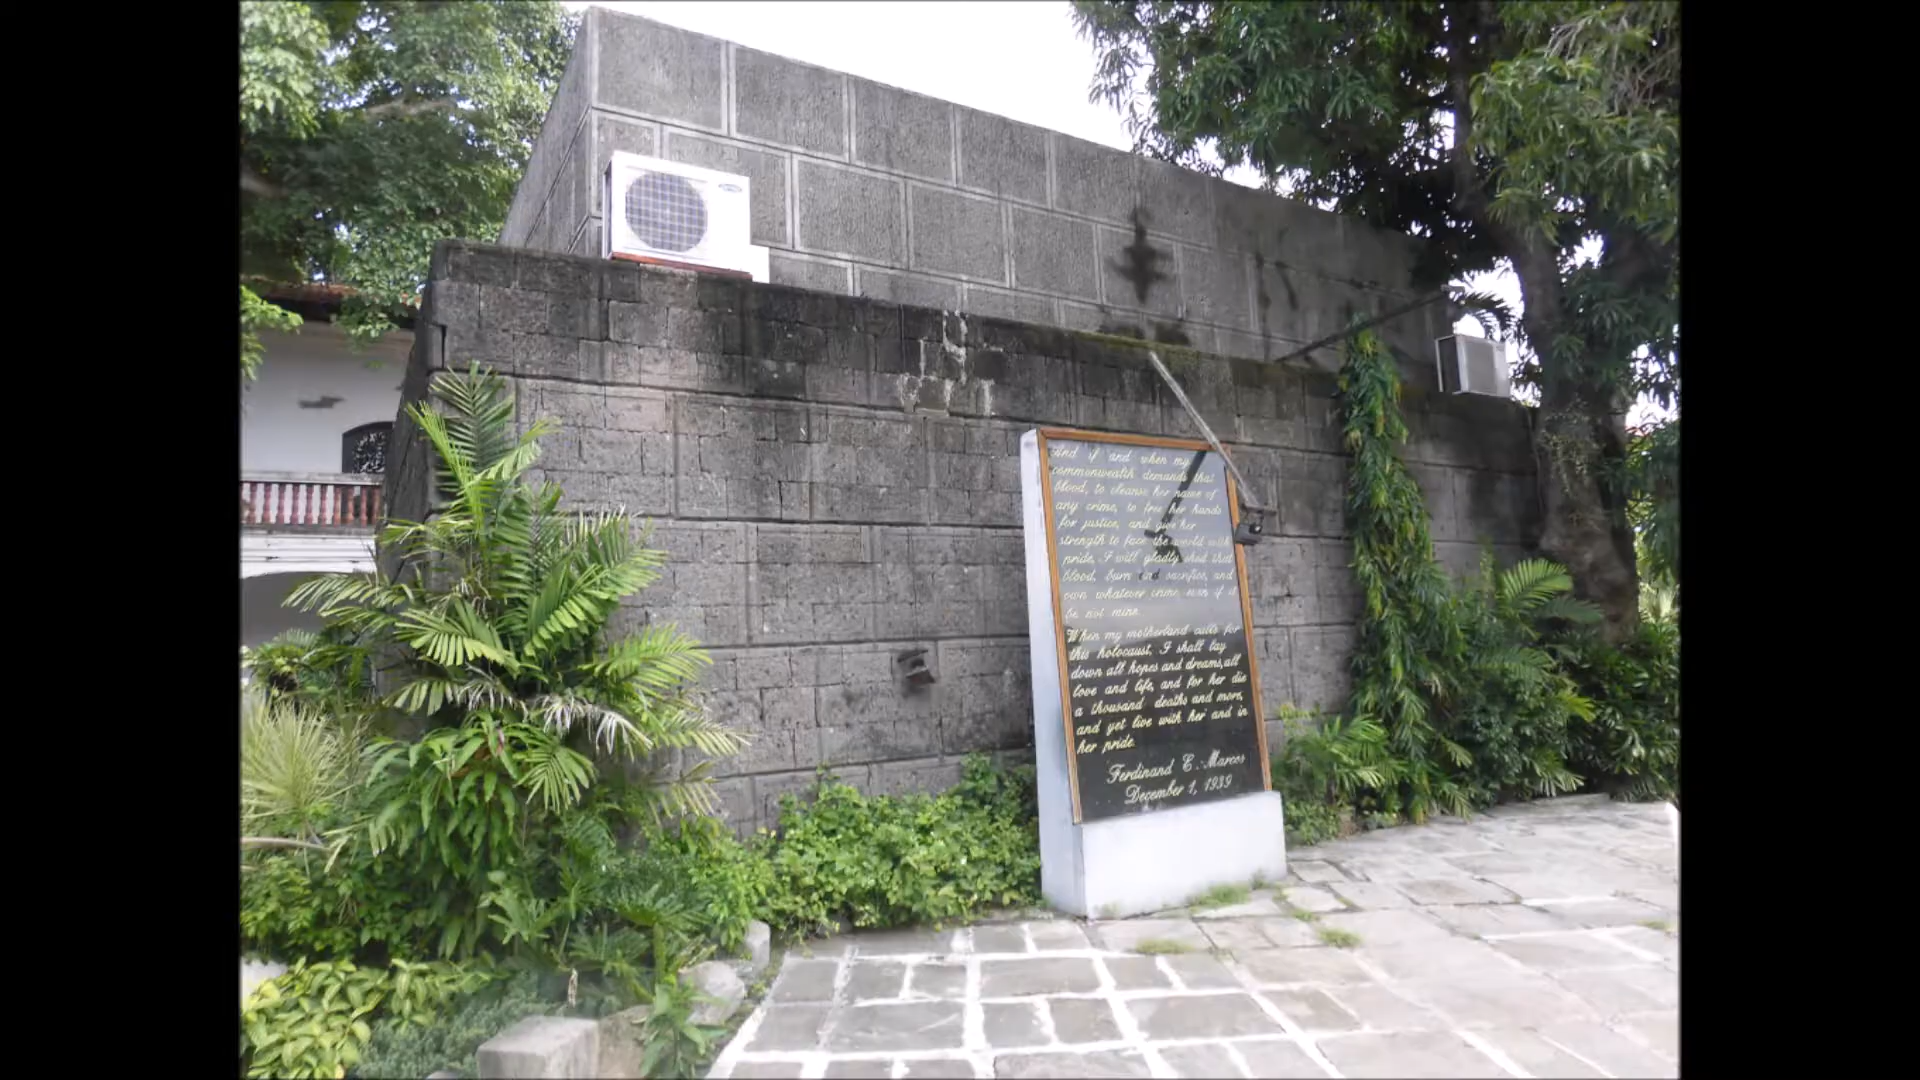 And if and when my
commonwealth demands that
blood, to cleanse her name of
any crime, to free her hands
for justice, and give her
strength to face the world with
pride, I will gladly shed that
blood, burn and sacrifice, and
own whatever crime even if it
be not mine.
When my motherland calls for
this holocaust, I shall lay
down all hopes and dreams, all
love and life, and for her die
a thousand deaths and more,
and yet live with her and in
her pride.
Ferdinand E. Marcos
December 1, 1939